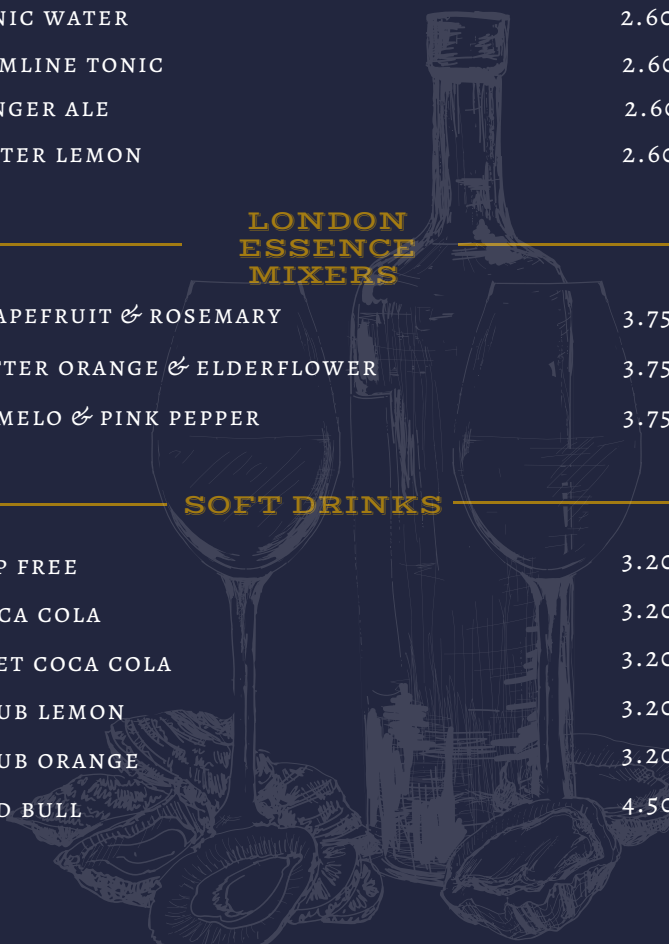 NIC WATER 2.60
MLINE TONIC 2.60
NGER ALE 2.60
TTER LEMON 2.60
LONDON
ESSENCE
MIXERS
APEFRUIT & ROSEMARY 3.75
TTER ORANGE & ELDERFLOWER 3.75
MELO & PINK PEPPER 3.75
SOFT DRINKS
P FREE 3.20
CA COLA 3.20
ET COCA COLA 3.20
UB LEMON 3.20
UB ORANGE 3.20
D BULL 4.50